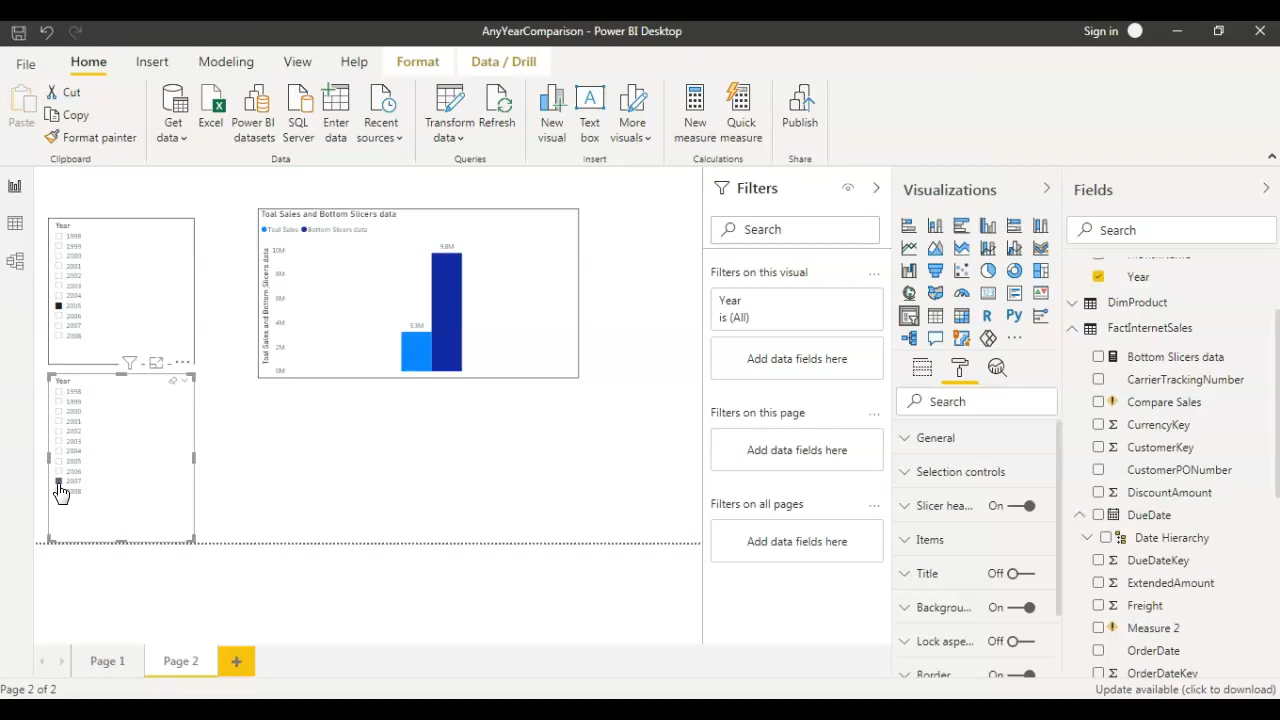 AnyYearComparison - Power BI Desktop
Sign in
File
Home
Insert
Modeling
View
Help
Format
Data / Drill
Paste
Cut
Copy
Format painter
Clipboard
Get data
Excel
Power BI datasets
SQL Server
Enter data
Recent sources
Data
Transform data
Refresh
Queries
New visual
Text box
More visuals
Insert
New measure
Quick measure
Calculations
Publish
Share
Year
1998
1999
2000
2001
2002
2003
2004
2005
2006
2007
2008
Year
1998
1999
2000
2001
2002
2003
2004
2005
2006
2007
2008
Toal Sales and Bottom Slicers data
Toal Sales
Bottom Slicers data
Toal Sales and Bottom Slicers data
10M
8M
6M
4M
2M
0M
3.3M
9.8M
Filters
Search
Filters on this visual
Year
is (All)
Add data fields here
Filters on this page
Add data fields here
Filters on all pages
Add data fields here
Visualizations
R
Py
Search
General
Selection controls
Slicer hea... On
Items
Title Off
Backgrou... On
Lock aspe... Off
Border On
Fields
Search
Year
DimProduct
FactInternetSales
Bottom Slicers data
CarrierTrackingNumber
Compare Sales
CurrencyKey
CustomerKey
CustomerPONumber
DiscountAmount
DueDate
Date Hierarchy
DueDateKey
ExtendedAmount
Freight
Measure 2
OrderDate
OrderDateKey
Page 1
Page 2
Page 2 of 2
Update available (click to download)